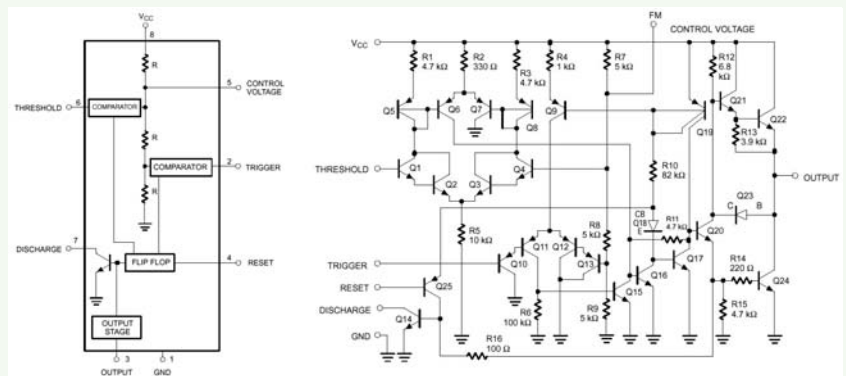 VCC
8
R
5
CONTROL
VOLTAGE
THRESHOLD
6
COMPARATOR
R
2
COMPARATOR
TRIGGER
R
DISCHARGE
7
FLIP FLOP
4
RESET
OUTPUT
STAGE
3
1
OUTPUT
GND
FM
CONTROL VOLTAGE
VCC
R1
4.7 kΩ
R2
330 Ω
R3
4.7 kΩ
R4
1 kΩ
R7
5 kΩ
R12
6.8
kΩ
Q5
Q6
Q7
Q8
Q9
Q19
Q21
Q22
R13
3.9 kΩ
THRESHOLD
Q1
Q2
Q3
Q4
R10
82 kΩ
OUTPUT
Q23
C
B
CB
Q18
E
R11
4.7 kΩ
Q20
R5
10 kΩ
R8
5 kΩ
TRIGGER
Q10
Q11
Q12
Q13
Q17
R14
220 Ω
Q24
RESET
Q25
Q15
Q16
R15
4.7 kΩ
DISCHARGE
Q14
R6
100 kΩ
R9
5 kΩ
GND
R16
100 Ω